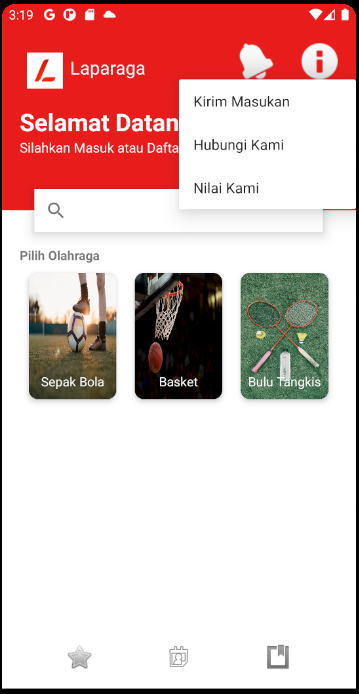 3:19
Laparaga
Kirim Masukan
Selamat Datan
Hubungi Kami
Silahkan Masuk atau Dafta
Nilai Kami
Pilih Olahraga
Sepak Bola
Basket
Bulu Tangkis